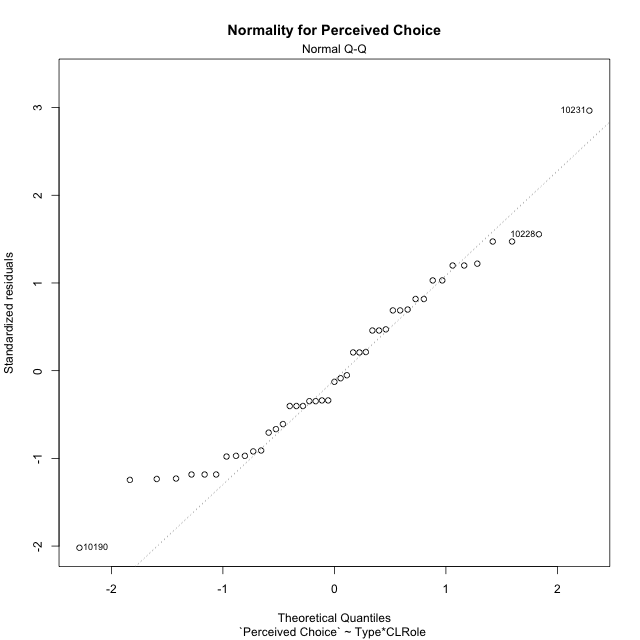 Normality for Perceived Choice
Normal Q-Q
3
2
1
0
-1
-2
Standardized residuals
10231
10228
10190
-2 -1 0 1 2
Theoretical Quantiles
`Perceived Choice` ~ Type*CLRole